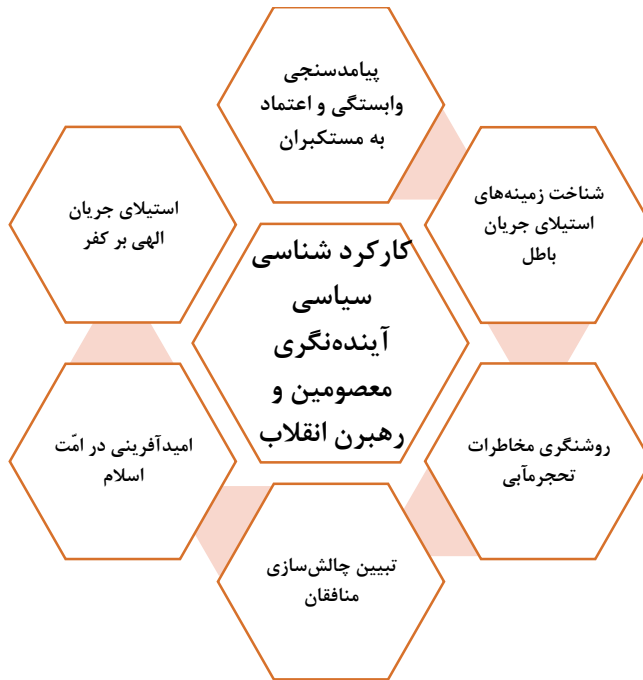 پیامدسنجی
وابستگی و اعتماد
به مستکبران
شناخت زمینه‌های
استیلای جریان
باطل
روشنگری مخاطرات
تحجرمآبی
تبیین چالش‌سازی
منافقان
امیدآفرینی در امّت
اسلام
استیلای جریان
الهی بر کفر
کارکرد شناسی
سیاسی
آینده‌نگری
معصومین و
رهبرن انقلاب